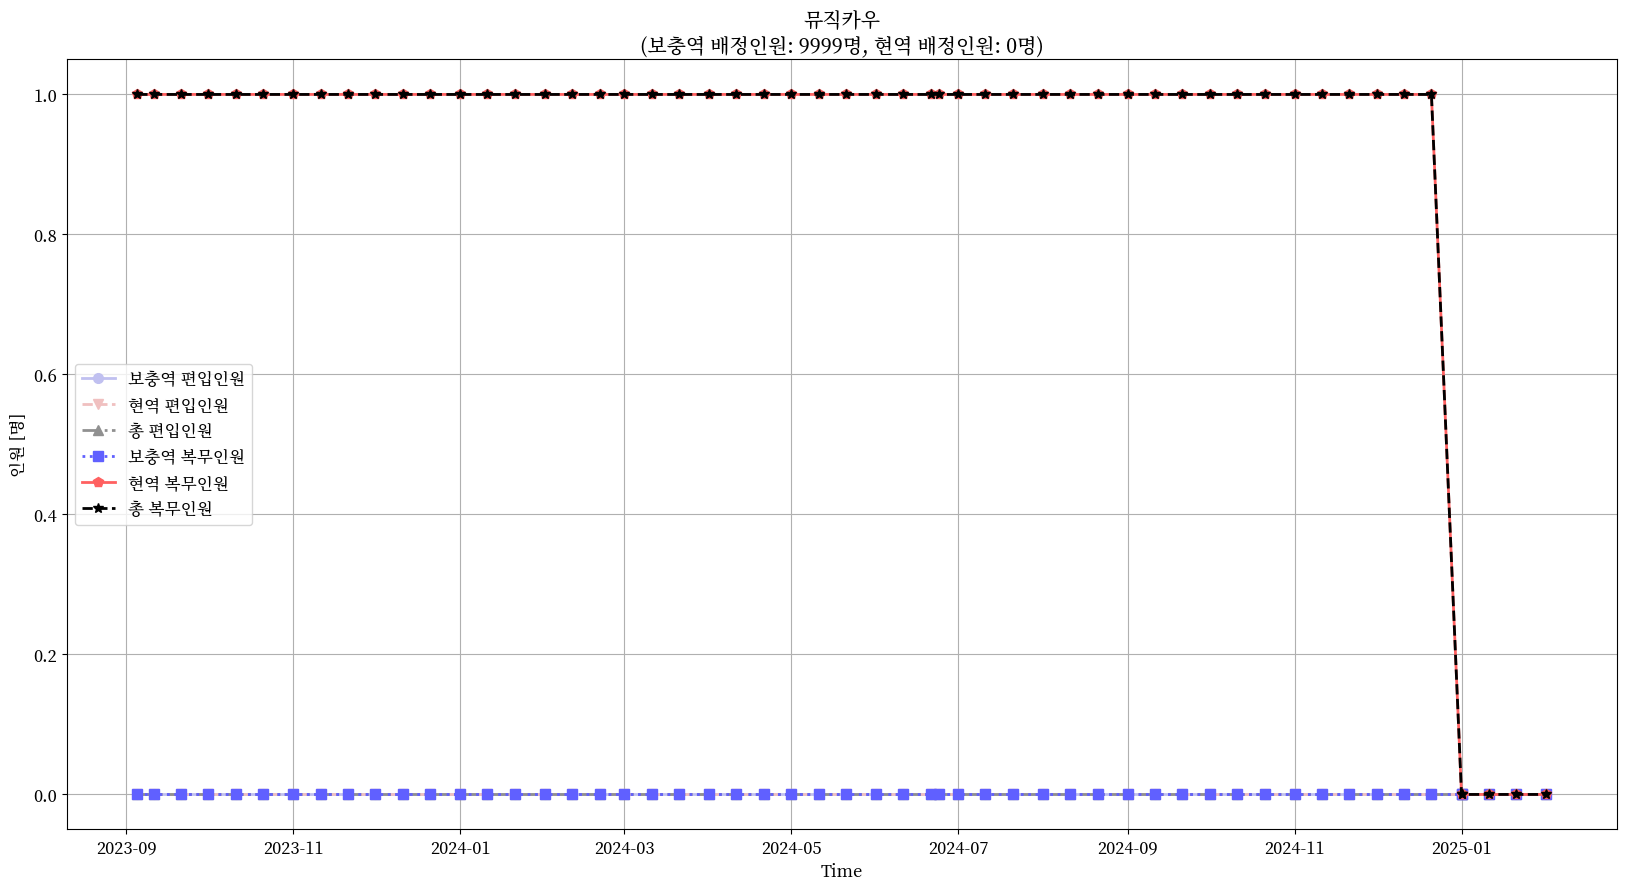 뮤직카우
(보충역 배정인원: 9999명, 현역 배정인원: 0명)
1.0
0.8
0.6
0.4
0.2
0.0
인원 [명]
보충역 편입인원
현역 편입인원
총 편입인원
보충역 복무인원
현역 복무인원
총 복무인원
2023-09
2023-11
2024-01
2024-03
2024-05
2024-07
2024-09
2024-11
2025-01
Time